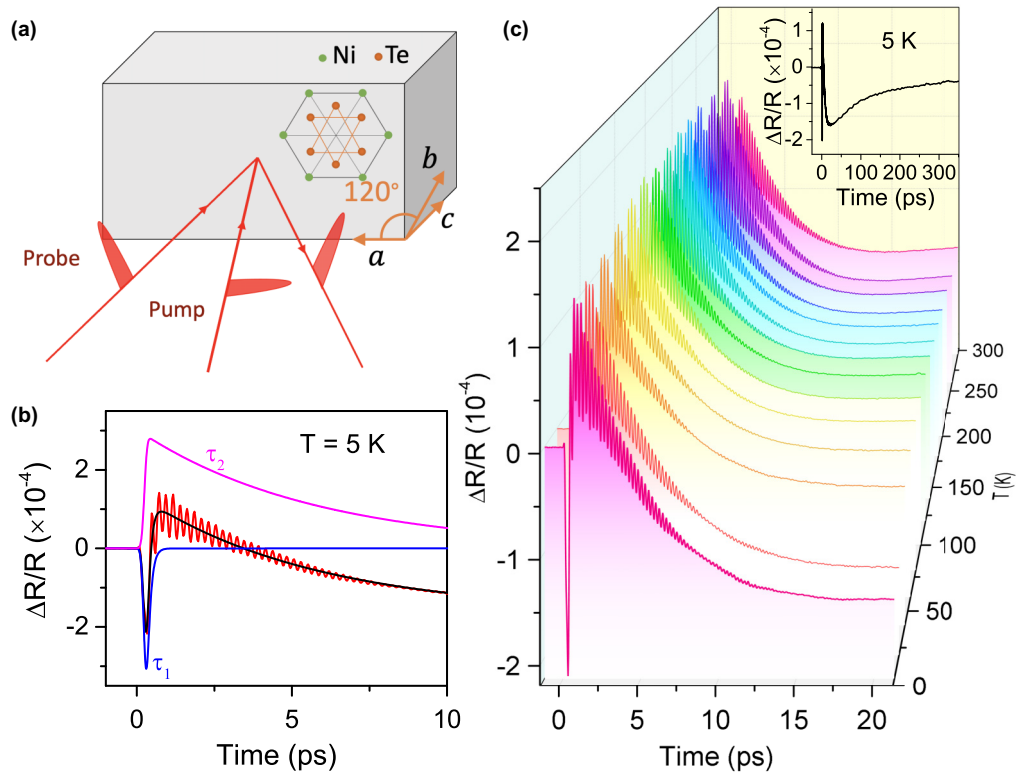 (a)
Ni Te
120°
b
c
a
Probe
Pump
(b)
T = 5 K
τ2
τ1
ΔR/R (×10-4)
2
0
-2
0 5 10
Time (ps)
(c)
5 K
ΔR/R (×10-4)
1
0
-1
-2
0 100 200 300
Time (ps)
ΔR/R (10-4)
2
1
0
-1
-2
0 5 10 15 20
Time (ps)
300
250
200
150
100
50
0
T (K)